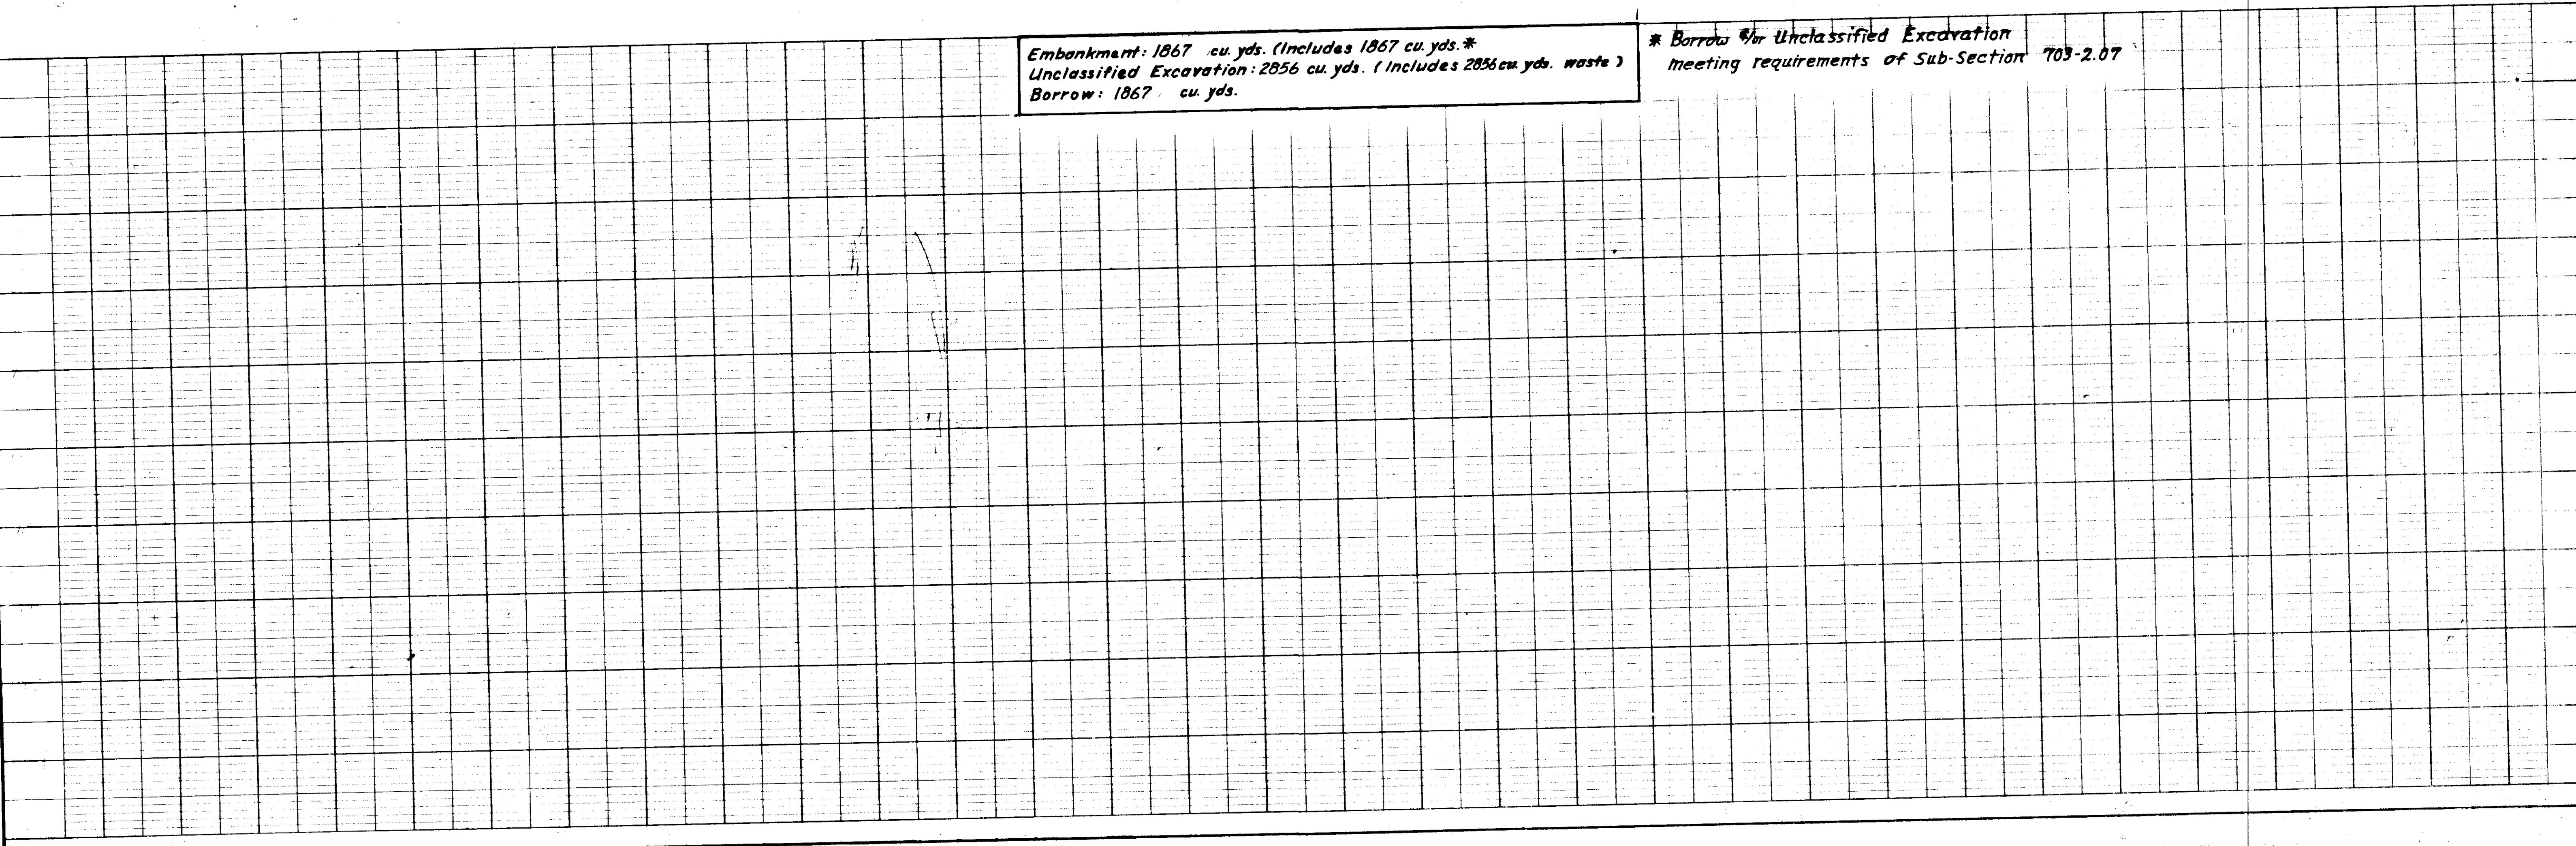 Embankment: 1867 cu. yds. (Includes 1867 cu. yds.*
Unclassified Excavation: 2856 cu. yds. (Includes 2856 cu. yds. waste)
Borrow: 1867 cu. yds.
* Borrow &/or Unclassified Excavation
meeting requirements of Sub-Section 703-2.07